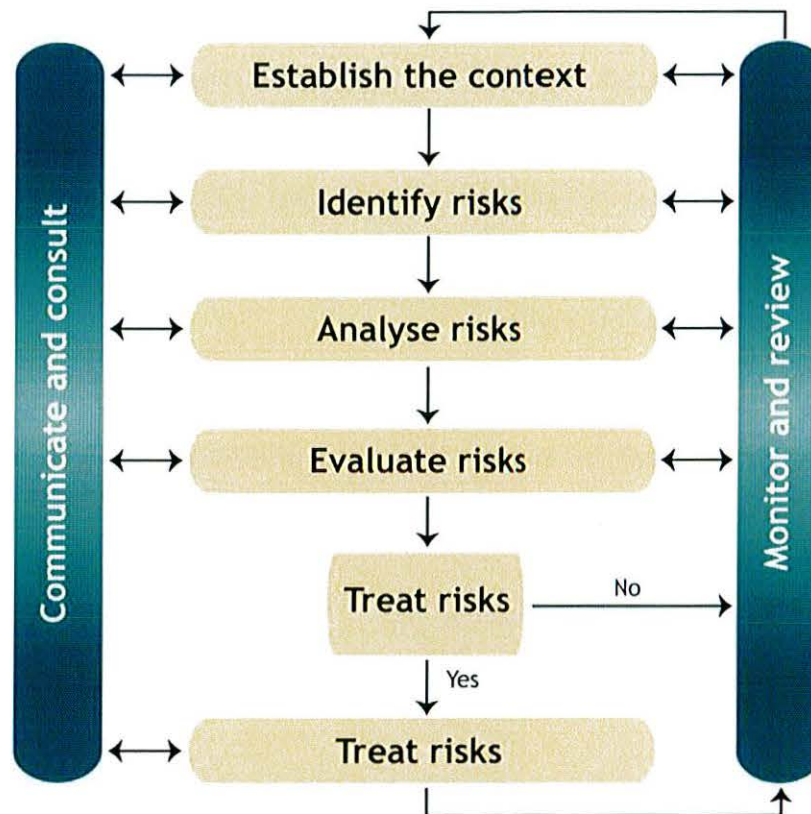 Establish the context
Identify risks
Analyse risks
Evaluate risks
Treat risks
No
Yes
Treat risks
Communicate and consult
Monitor and review